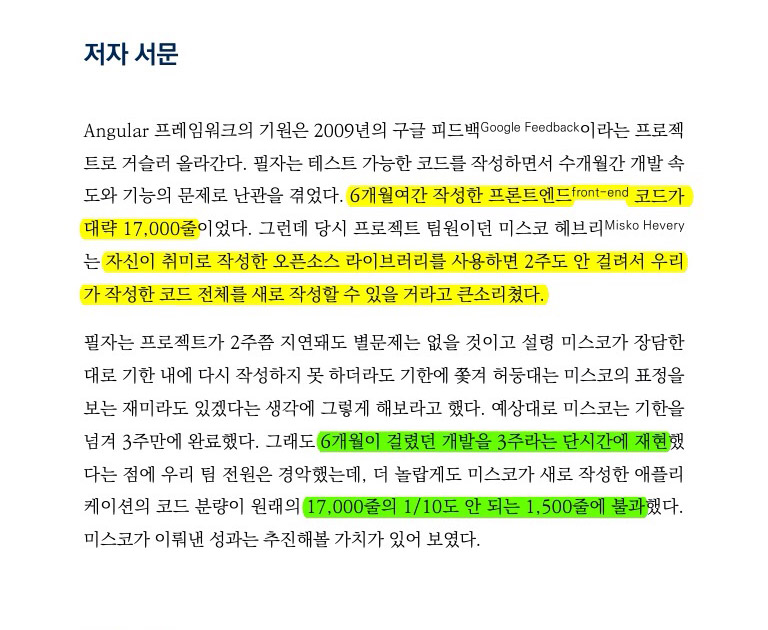 저자 서문
Angular 프레임워크의 기원은 2009년의 구글 피드백Google Feedback이라는 프로젝
트로 거슬러 올라간다. 필자는 테스트 가능한 코드를 작성하면서 수개월간 개발 속
도와 기능의 문제로 난관을 겪었다. 6개월여간 작성한 프론트엔드front-end 코드가
대략 17,000줄이었다. 그런데 당시 프로젝트 팀원이던 미스코 헤브리Misko Hevery
는 자신이 취미로 작성한 오픈소스 라이브러리를 사용하면 2주도 안 걸려서 우리
가 작성한 코드 전체를 새로 작성할 수 있을 거라고 큰소리쳤다.
필자는 프로젝트가 2주쯤 지연돼도 별문제는 없을 것이고 설령 미스코가 장담한
대로 기한 내에 다시 작성하지 못 하더라도 기한에 쫓겨 허둥대는 미스코의 표정을
보는 재미라도 있겠다는 생각에 그렇게 해보라고 했다. 예상대로 미스코는 기한을
넘겨 3주만에 완료했다. 그래도 6개월이 걸렸던 개발을 3주라는 단시간에 재현했
다는 점에 우리 팀 전원은 경악했는데, 더 놀랍게도 미스코가 새로 작성한 애플리
케이션의 코드 분량이 원래의 17,000줄의 1/10도 안 되는 1,500줄에 불과했다.
미스코가 이뤄낸 성과는 추진해볼 가치가 있어 보였다.